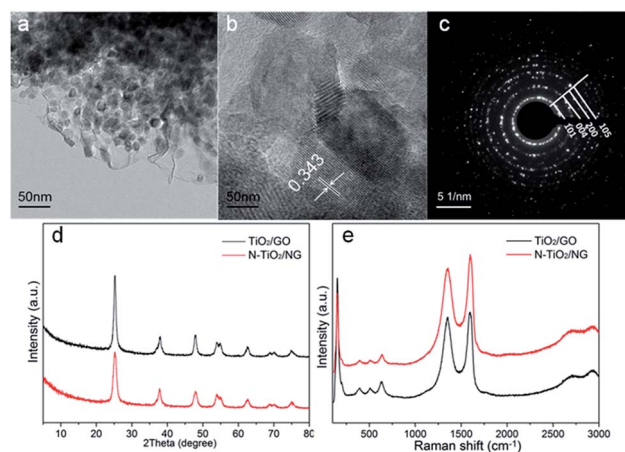 a
50nm
b
0.343
50nm
c
101
004
200
105
5 1/nm
d
TiO₂/GO
N-TiO₂/NG
Intensity (a.u.)
10 20 30 40 50 60 70 80
2Theta (degree)
e
TiO₂/GO
N-TiO₂/NG
Intensity (a.u.)
500 1000 1500 2000 2500 3000
Raman shift (cm⁻¹)